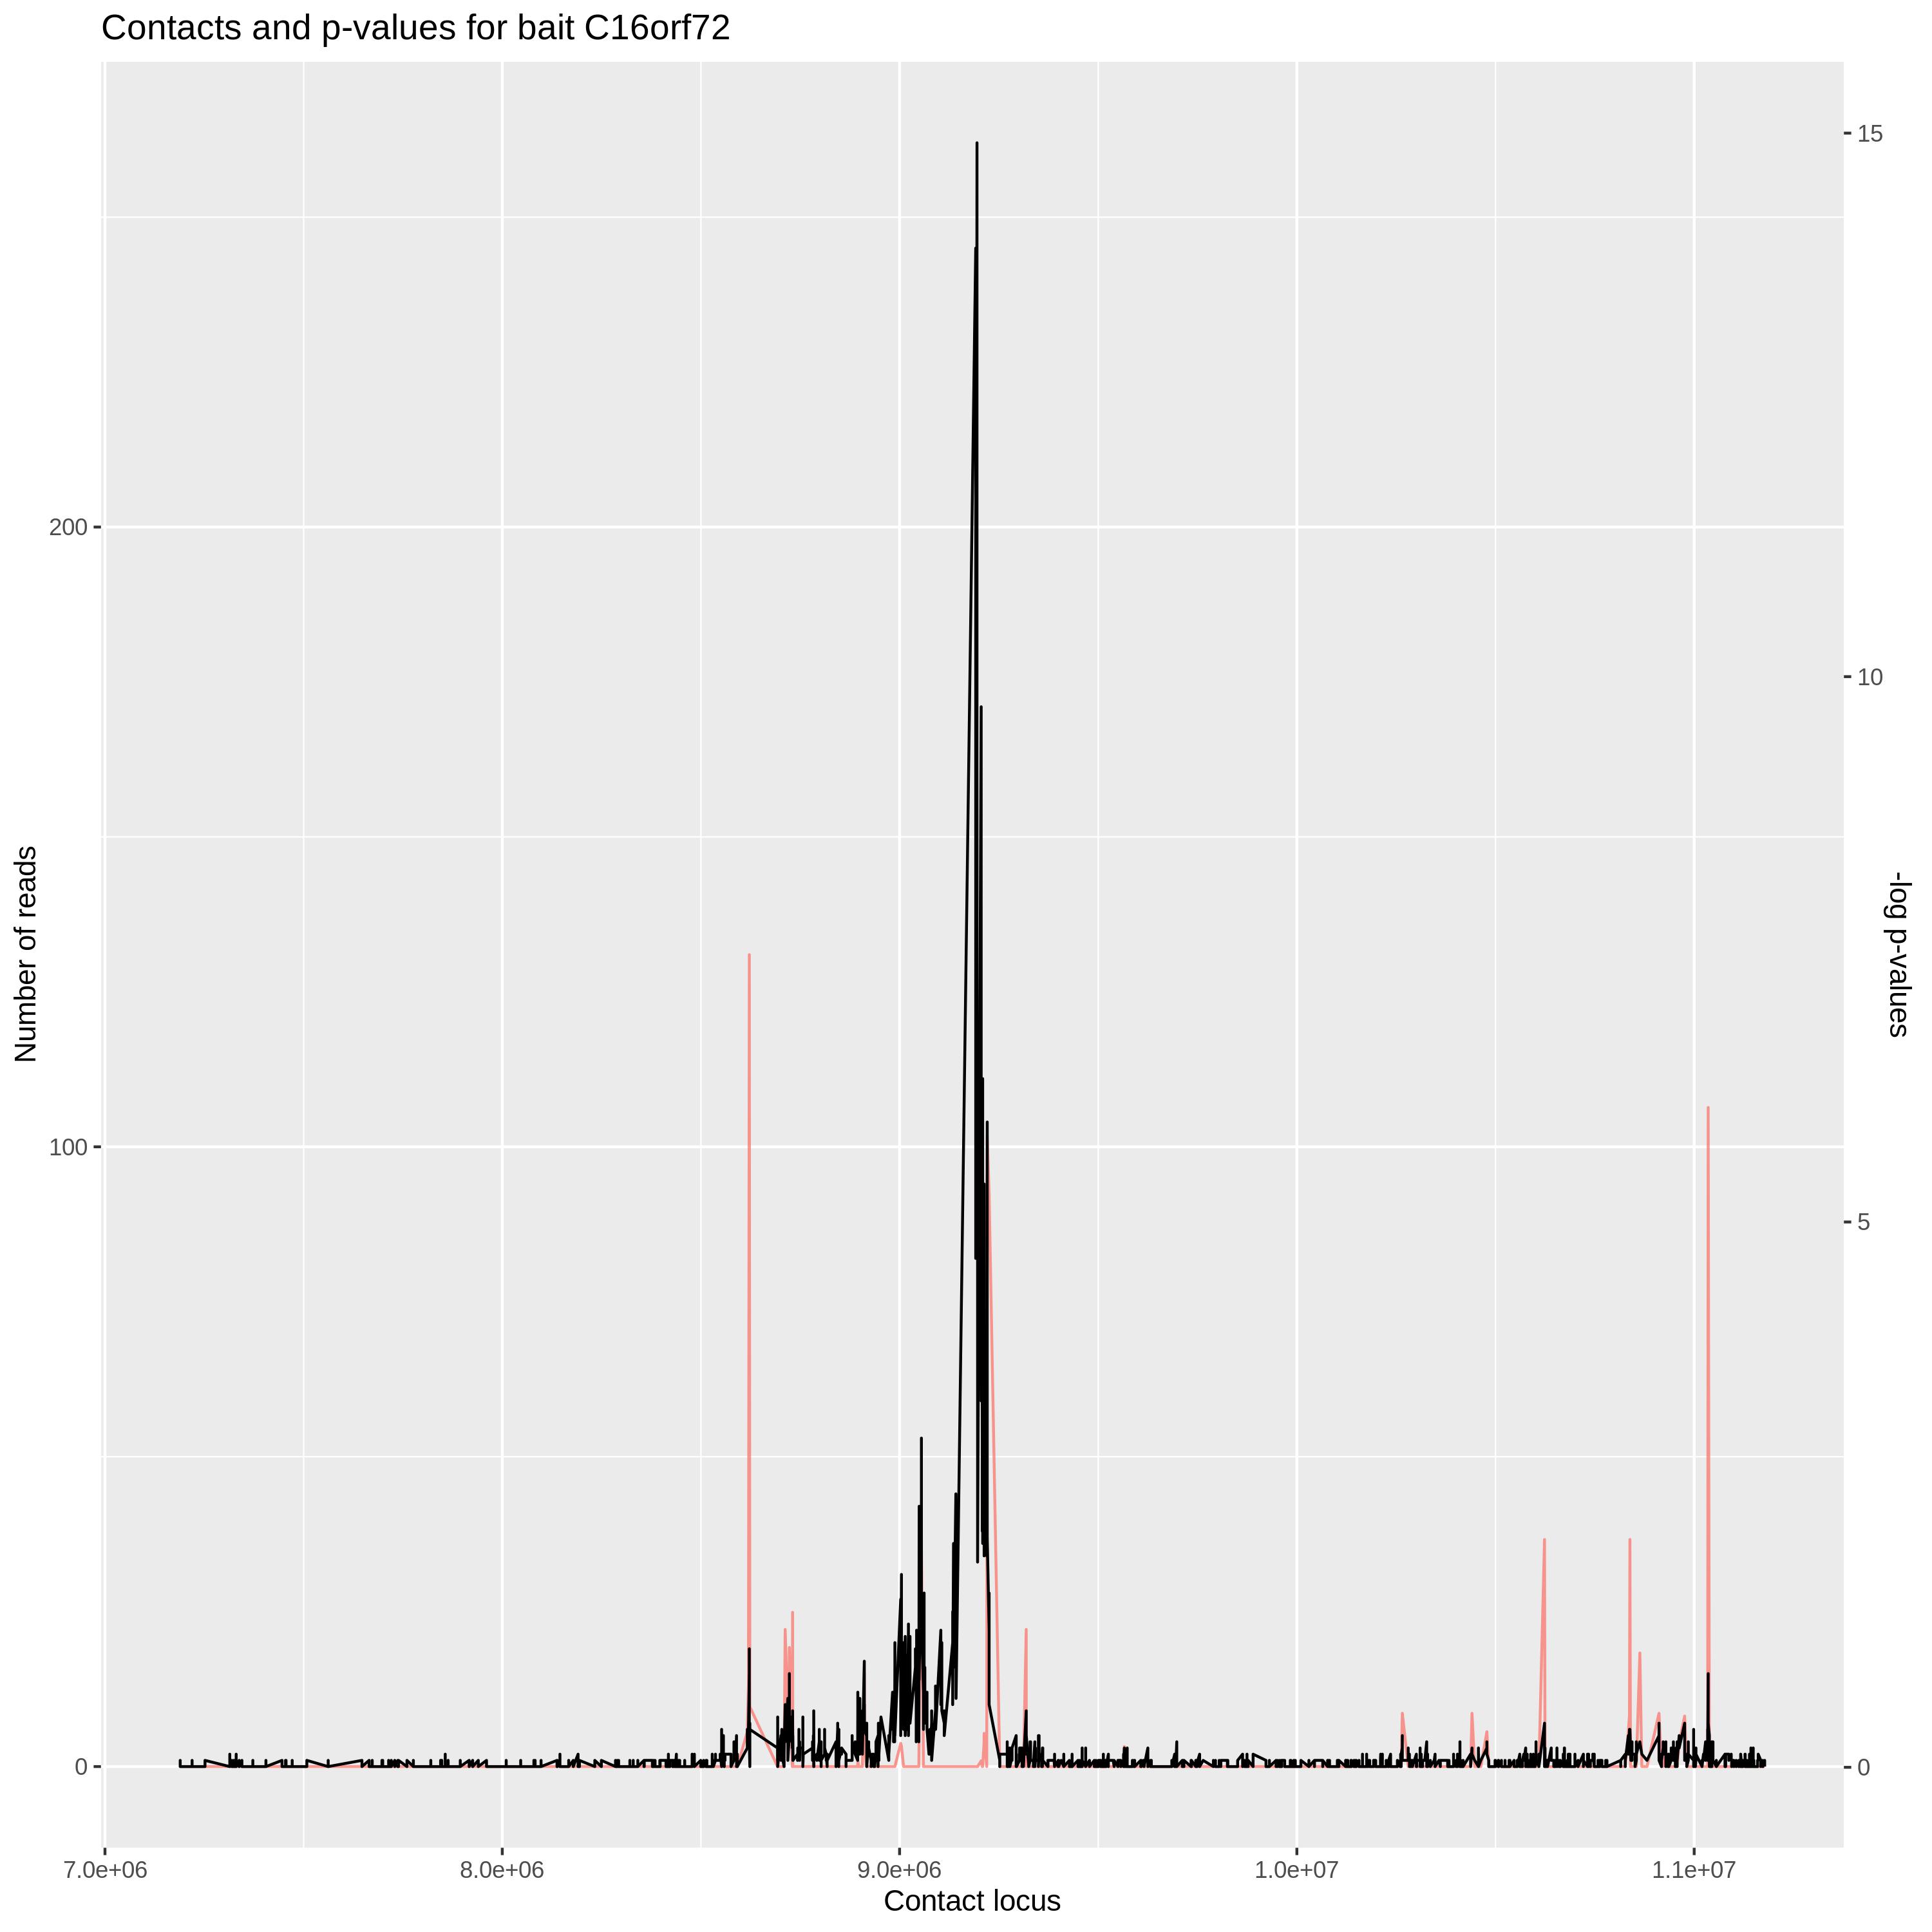 Contacts and p-values for bait C16orf72
15
200
10
Number of reads
-log p-values
100
5
0
0
7.0e+06
8.0e+06
9.0e+06
1.0e+07
1.1e+07
Contact locus